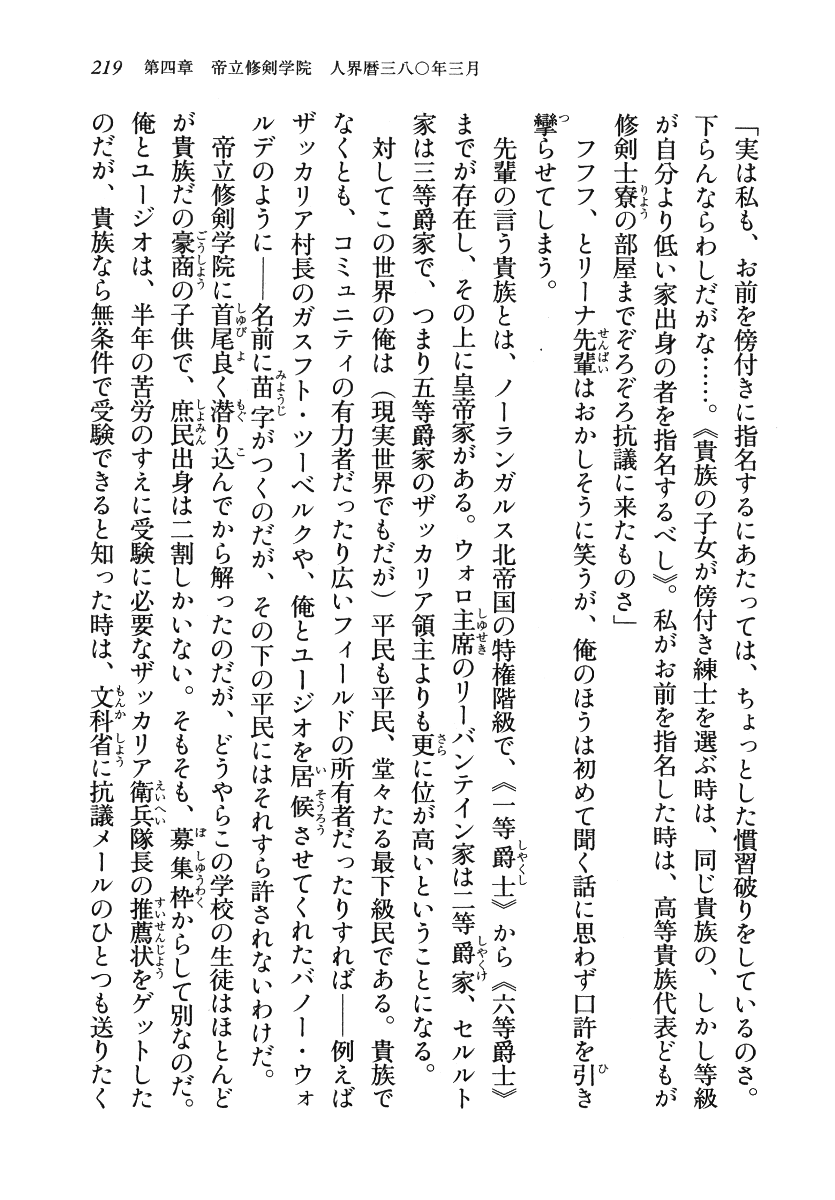 219　第四章　帝立修剣学院　人界暦三八〇年三月
「実は私も、お前を傍付きに指名するにあたっては、ちょっとした慣習破りをしているのさ。
下らんならわしだがな……。《貴族の子女が傍付き練士を選ぶ時は、同じ貴族の、しかし等級
が自分より低い家出身の者を指名するべし》。私がお前を指名した時は、高等貴族代表どもが
修剣士寮の部屋までぞろぞろ抗議に来たものさ」
　フフフ、とリーナ先輩はおかしそうに笑うが、俺のほうは初めて聞く話に思わず口許を引き
攣らせてしまう。
　先輩の言う貴族とは、ノーランガルス北帝国の特権階級で、《一等爵士》から《六等爵士》
までが存在し、その上に皇帝家がある。ウォロ主席のリーバンテイン家は二等爵家、セルルト
家は三等爵家で、つまり五等爵家のザッカリア領主よりも更に位が高いということになる。
　対してこの世界の俺は（現実世界でもだが）平民も平民、堂々たる最下級民である。貴族で
なくとも、コミュニティの有力者だったり広いフィールドの所有者だったりすれば――例えば
ザッカリア村長のガスフト・ツーベルクや、俺とユージオを居候させてくれたバノー・ウォ
ルデのように――名前に苗字がつくのだが、その下の平民にはそれすら許されないわけだ。
　帝立修剣学院に首尾良く潜り込んでから解ったのだが、どうやらこの学校の生徒はほとんど
が貴族だの豪商の子供で、庶民出身は二割しかいない。そもそも、募集枠からして別なのだ。
俺とユージオは、半年の苦労のすえに受験に必要なザッカリア衛兵隊長の推薦状をゲットした
のだが、貴族なら無条件で受験できると知った時は、文科省に抗議メールのひとつも送りたく